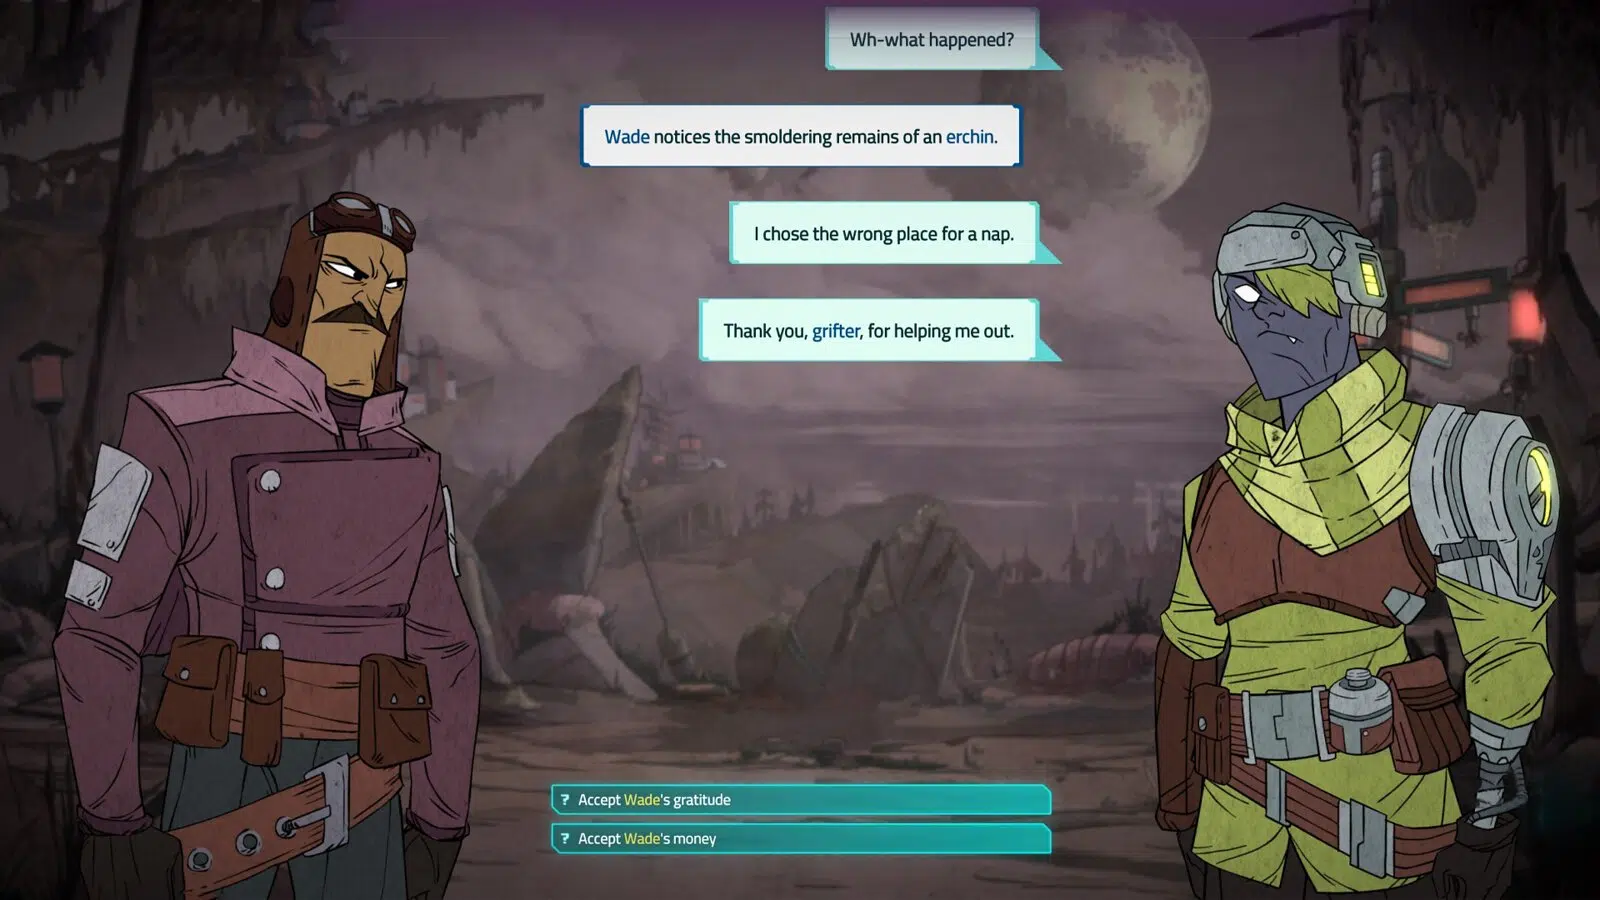 Wh-what happened?
Wade notices the smoldering remains of an erchin.
I chose the wrong place for a nap.
Thank you, grifter, for helping me out.
? Accept Wade's gratitude
? Accept Wade's money